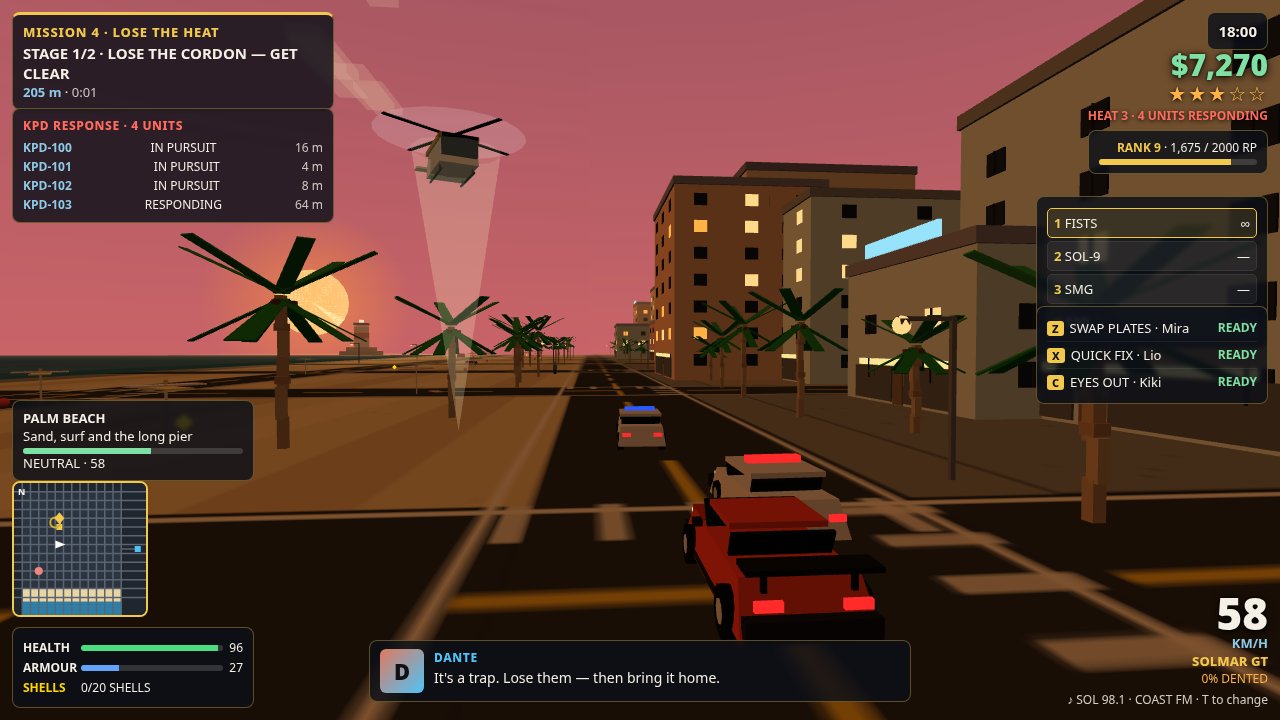 MISSION 4 · LOSE THE HEAT
STAGE 1/2 · LOSE THE CORDON — GET
CLEAR
205 m · 0:01
KPD RESPONSE · 4 UNITS
KPD-100 IN PURSUIT 16 m
KPD-101 IN PURSUIT 4 m
KPD-102 IN PURSUIT 8 m
KPD-103 RESPONDING 64 m
18:00
$7,270
★★★☆☆
HEAT 3 · 4 UNITS RESPONDING
RANK 9 · 1,675 / 2000 RP
1 FISTS ∞
2 SOL-9 —
3 SMG —
Z SWAP PLATES · Mira READY
X QUICK FIX · Lio READY
C EYES OUT · Kiki READY
PALM BEACH
Sand, surf and the long pier
NEUTRAL · 58
N
HEALTH 96
ARMOUR 27
SHELLS 0/20 SHELLS
D
DANTE
It's a trap. Lose them — then bring it home.
58
KM/H
SOLMAR GT
0% DENTED
♪ SOL 98.1 · COAST FM · T to change